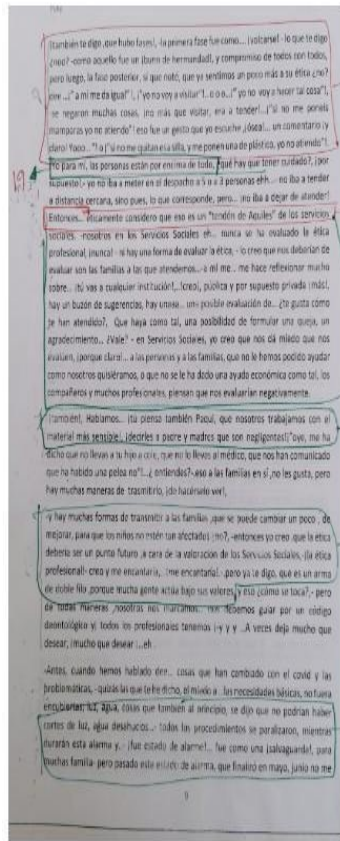 ¡también te digo ,que hubo fases!, -la primera fase fue como.... ¡volcarse! - lo que te digo
¿no? -como aquello fue un ¡bumn de hermandad!, y compromiso de todos con todos,
pero luego, la fase posterior, si que noté, que yo sentimos un poco más a su ética ¿no?
ore ..¡" a mi me da igual" !, ¡"yo no voy a visitar"!... o o o...¡" yo no voy a hacer tal cosa"!,
se negaron muchas cosas, ¡no más que visitar, era a tender!...¡"si no me poneis
mamparas yo no atiendo"! eso fue un gesto que yo escuche ¡ósea!... un comentario ¡y
claro! ... "! o ¡"si no me quitan esa silla, y me ponen una de plástico, yo no atiendo"!.
19
Yo para mí, las personas están por encima de todo, ¿qué hay que tener cuidado?, ¡por
supuesto!,- yo no iba a meter en el despacho a 5 o a 3 personas ehh... -no iba a tender
a distancia cercana, sino pues, lo que corresponde, pero... ¡no iba a dejar de atender!
Entonces... éticamente considero que eso es un "tendón de Aquiles" de los servicios
sociales. -nosotros en los Servicios Sociales eh... nunca se ha evaluado la ética
profesional, ¡nunca! - ni hay una forma de evaluar la ética, - lo creo que nos deberían de
evaluar son las familias a las que atendemos.-a mí me... me hace reflexionar mucho
sobre... ¡tú vas a cualquier institución!,...¡creo!, pública y por supuesto privada ¡más!,
hay un buzón de sugerencias, hay unasa... uns posible evaluación de... ¿te gusta como
te han atendido?, Que haya como tal, una posibilidad de formular una queja, un
agradecimiento... ¿Vale? - en Servicios Sociales, yo creo que nos dá miedo que nos
evalúen, ¡porque claro!... a las personas y a las familias, que no le hemos podido ayudar
como nosotros quisiéramos, o que no se le ha dado una ayuda económica como tal, los
compañeros y muchos profesionales, piensan que nos evaluarían negativamente.
¡También!, Hablamos... ¡tú piensa también Paqui, que nosotros trabajamos con el
material más sensible!, ¡decirles a padre y madres que son negligentes!¡"oye, me ha
dicho que no llevas a tu hijo a cole, que no lo llevas al médico, que nos han comunicado
que ha habido una pelea no"!...¿ entiendes?-eso a las familias en sí ,no les gusta, pero
hay muchas maneras de trasmitirlo, ¡de hacérselo ver!,
-y hay muchas formas de transmitir a las familias ,que se puede cambiar un poco , de
mejorar, para que los niños no estén tan afectados ¡no?, -entonces yo creo ,que la ética
debería ser un punto futuro ,a cara de la valoración de los Servicios Sociales,-¡la ética
profesional!- creo y me encantaría, ..¡me encantaría!.-pero ya te digo, que es un arma
de doble filo, porque mucha gente actúa bajo sus valores, y eso ¿cómo se toca?,- pero
de todas maneras ,nosotros nos marcamos... nos debemos guiar por un código
deontológico y! todos los profesionales tenemos ¡-y y y ...A veces deja mucho que
desear, ¡mucho que desear ¡...eh .
-Antes, cuando hemos hablado de... cosas que han cambiado con el covid y las
problemáticas, - quizás las que te he dicho, el miedo a ..las necesidades básicas, no fuera
encubiertas; luz, agua, cosas que también al principio, se dijo que no podrían haber
cortes de luz, agua desahucios...- todos los procedimientos se paralizaron, mientras
durarán esta alarma y,- ¡fue estado de alarme!... fue como una ¡salvaguarda!, para
muchas familia- pero pasado este estado de alarma, que finalizó en mayo, junio no me
9